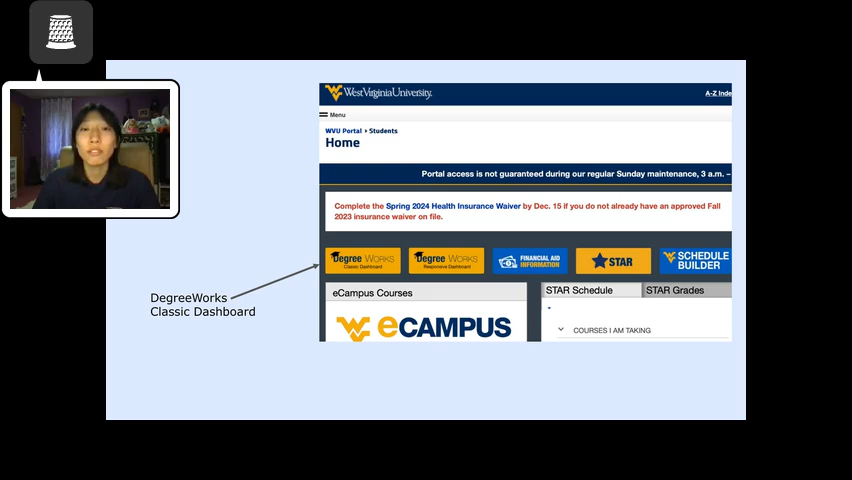 West Virginia University.
A-Z Inde
Menu
WVU Portal ▸ Students
Home
Portal access is not guaranteed during our regular Sunday maintenance, 3 a.m. –
Complete the Spring 2024 Health Insurance Waiver by Dec. 15 if you do not already have an approved Fall
2023 insurance waiver on file.
Degree WORKS
Classic Dashboard
Degree WORKS
Responsive Dashboard
FINANCIAL AID
INFORMATION
STAR
SCHEDULE
BUILDER
DegreeWorks
Classic Dashboard
eCampus Courses
eCAMPUS
STAR Schedule
STAR Grades
-
COURSES I AM TAKING